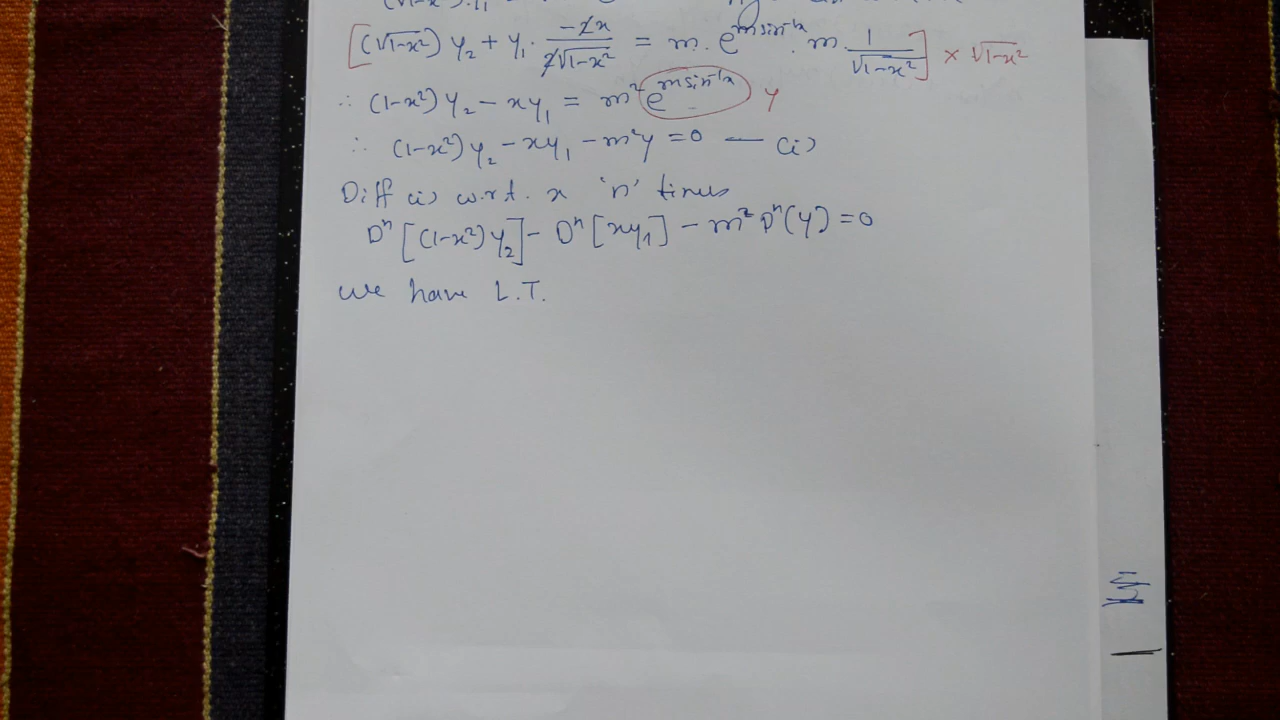 [(√1-x²) y₂ + y₁ · -2x / 2√1-x² = m · e^(m sin⁻¹x) · m · 1 / √1-x²] × √1-x²
∴ (1-x²) y₂ - xy₁ = m² e^(m sin⁻¹x) y
∴ (1-x²) y₂ - xy₁ - m²y = 0 — (i)
Diff (i) w.r.t. x 'n' times
Dⁿ [(1-x²) y₂] - Dⁿ [xy₁] - m² Dⁿ(y) = 0
we have L.T.